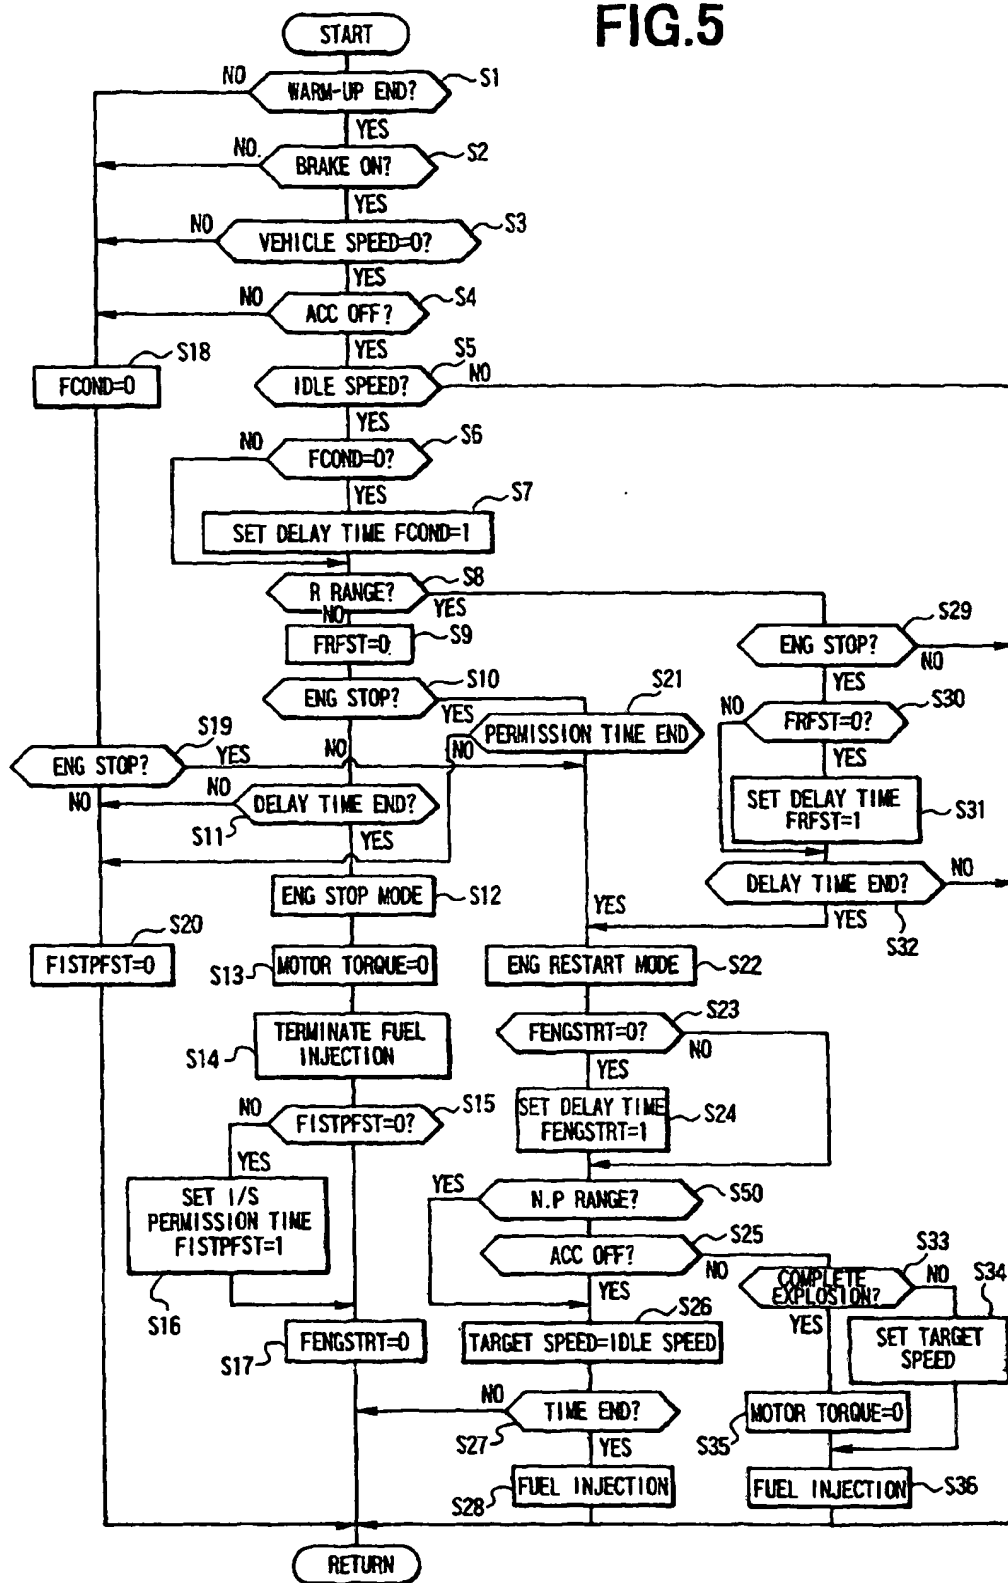 FIG.5
START
NO
WARM-UP END?
S1
YES
NO.
BRAKE ON?
S2
YES
NO
VEHICLE SPEED=0?
S3
YES
NO
ACC OFF?
S4
YES
S18
FCOND=0
IDLE SPEED?
S5
NO
YES
NO
FCOND=0?
S6
YES
S7
SET DELAY TIME FCOND=1
R RANGE?
S8
YES
NO
FRFST=0.
S9
ENG STOP?
S29
NO
YES
ENG STOP?
S10
YES
S21
PERMISSION TIME END
NO
NO
FRFST=0?
S30
YES
ENG STOP?
S19
YES
NO
NO
NO
DELAY TIME END?
S11
YES
SET DELAY TIME
FRFST=1
S31
DELAY TIME END?
NO
YES
S32
ENG STOP MODE
S12
YES
S20
FISTPFST=0
S13
MOTOR TORQUE=0
ENG RESTART MODE
S22
S14
TERMINATE FUEL
INJECTION
FENGSTRT=0?
S23
NO
YES
NO
FISTPFST=0?
S15
YES
SET DELAY TIME
FENGSTRT=1
S24
SET I/S
PERMISSION TIME
FISTPFST=1
S16
YES
N.P RANGE?
S50
ACC OFF?
S25
NO
YES
COMPLETE
EXPLOSION?
S33
NO
YES
S34
SET TARGET
SPEED
S17
FENGSTRT=0
S26
TARGET SPEED=IDLE SPEED
NO
TIME END?
S27
YES
S35
MOTOR TORQUE=0
S28
FUEL INJECTION
FUEL INJECTION
S36
RETURN